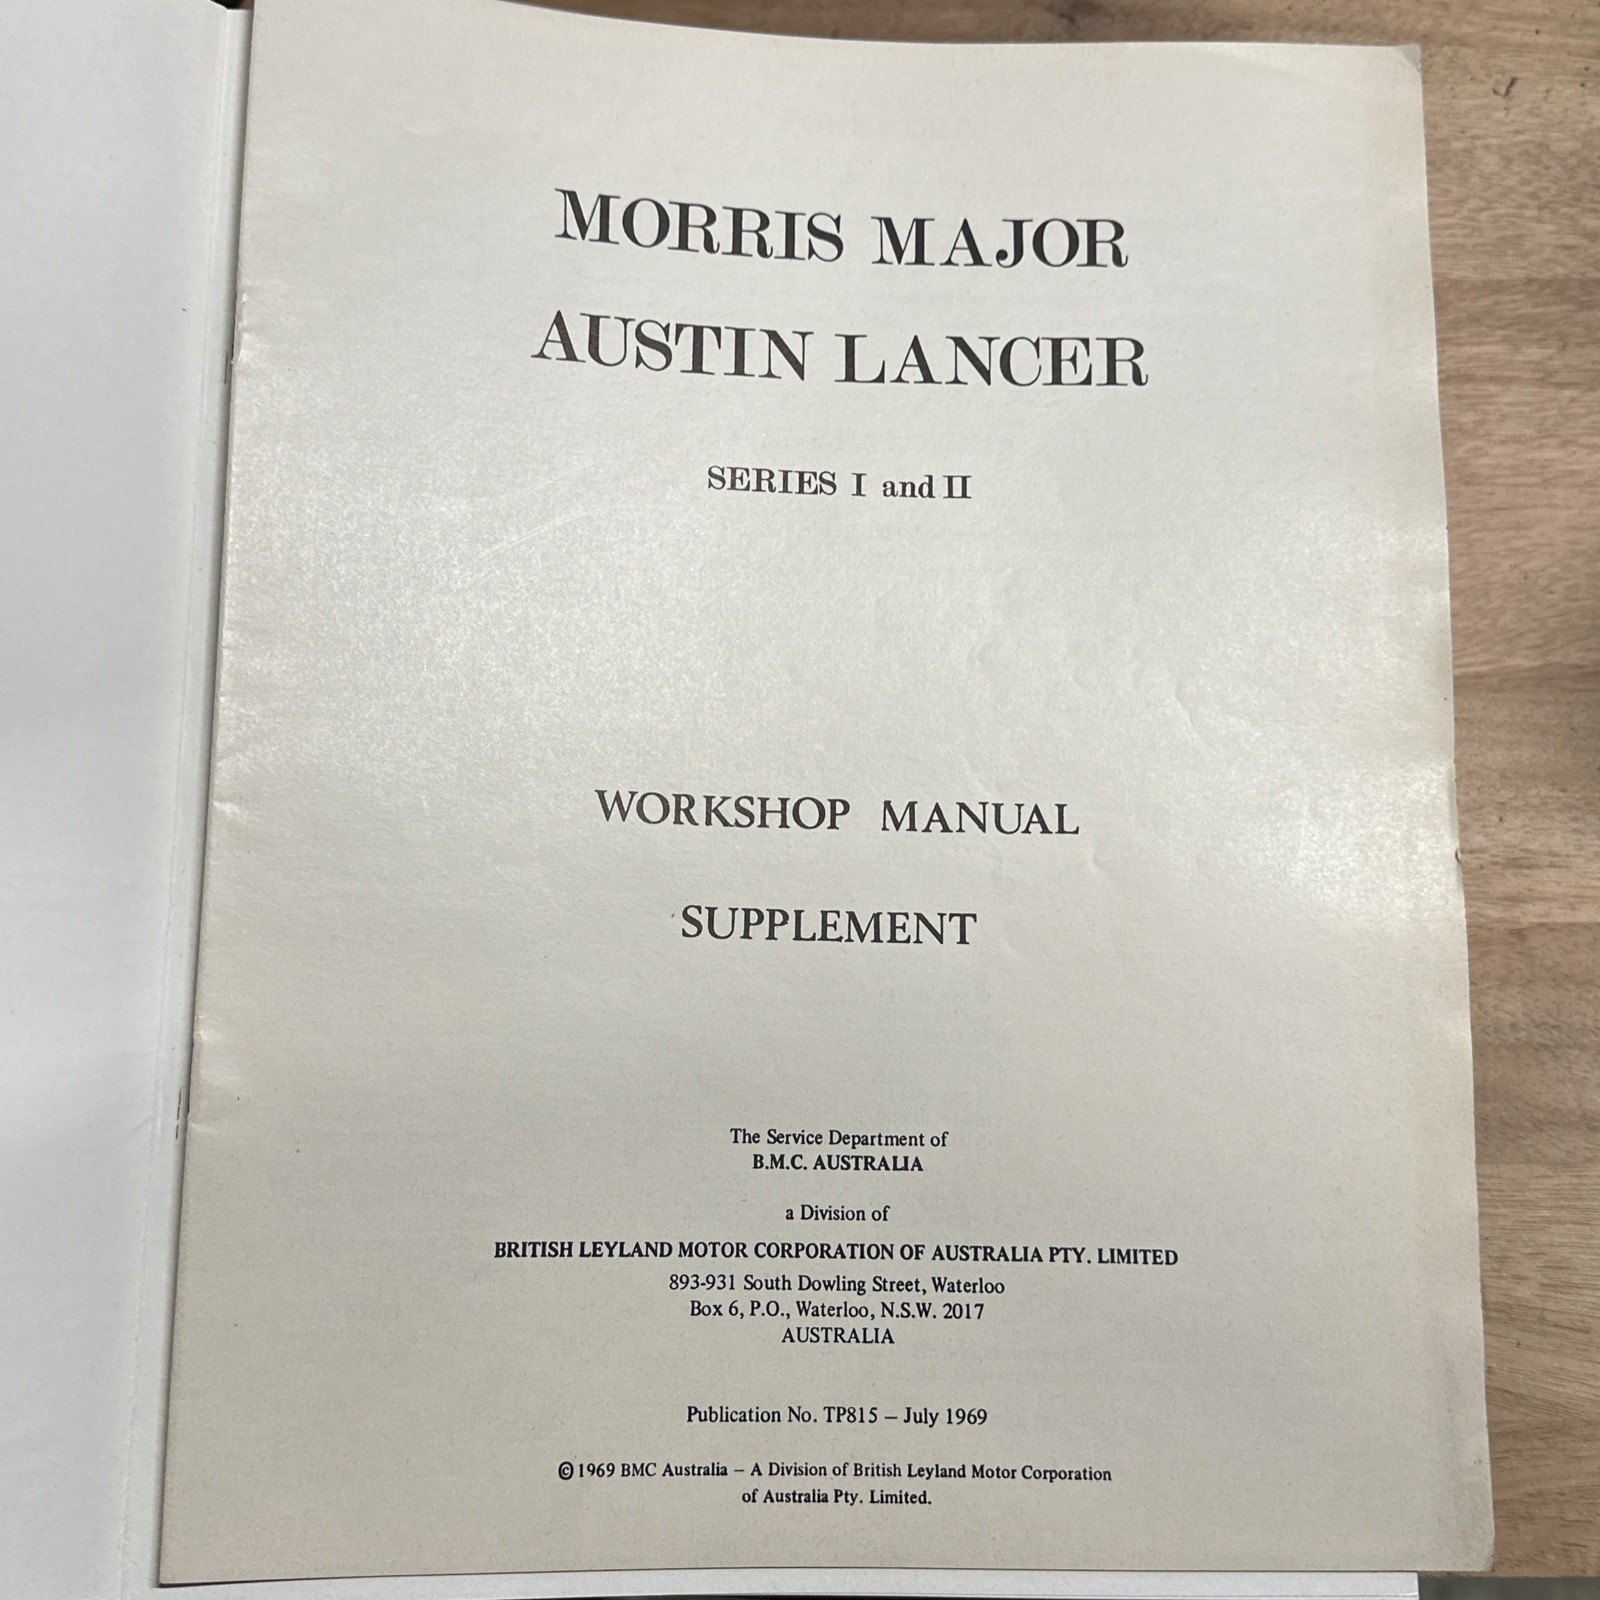 MORRIS MAJOR
AUSTIN LANCER
SERIES I and II
WORKSHOP MANUAL
SUPPLEMENT
The Service Department of
B.M.C. AUSTRALIA
a Division of
BRITISH LEYLAND MOTOR CORPORATION OF AUSTRALIA PTY. LIMITED
893-931 South Dowling Street, Waterloo
Box 6, P.O., Waterloo, N.S.W. 2017
AUSTRALIA
Publication No. TP815 – July 1969
© 1969 BMC Australia – A Division of British Leyland Motor Corporation
of Australia Pty. Limited.